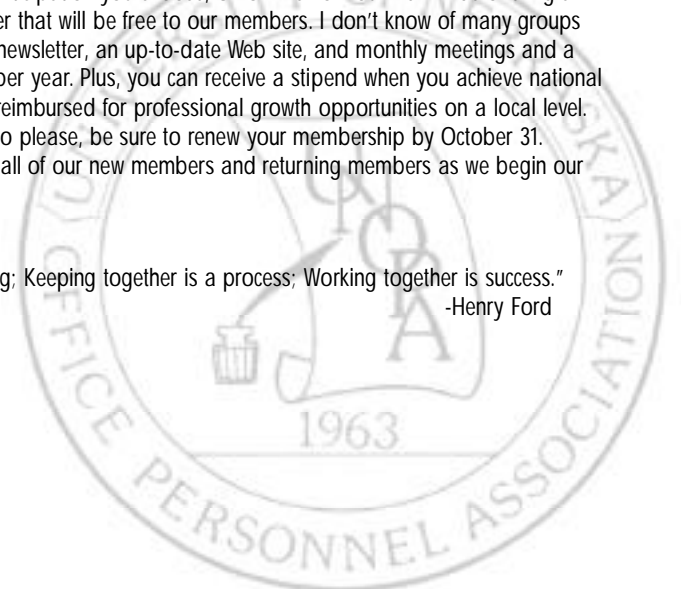 er that will be free to our members. I don't know of many groups
newsletter, an up-to-date Web site, and monthly meetings and a
per year. Plus, you can receive a stipend when you achieve national
reimbursed for professional growth opportunities on a local level.
o please, be sure to renew your membership by October 31.
all of our new members and returning members as we begin our
g; Keeping together is a process; Working together is success."
-Henry Ford
UNOPA
1963
OFFICE PERSONNEL ASSOCIATION